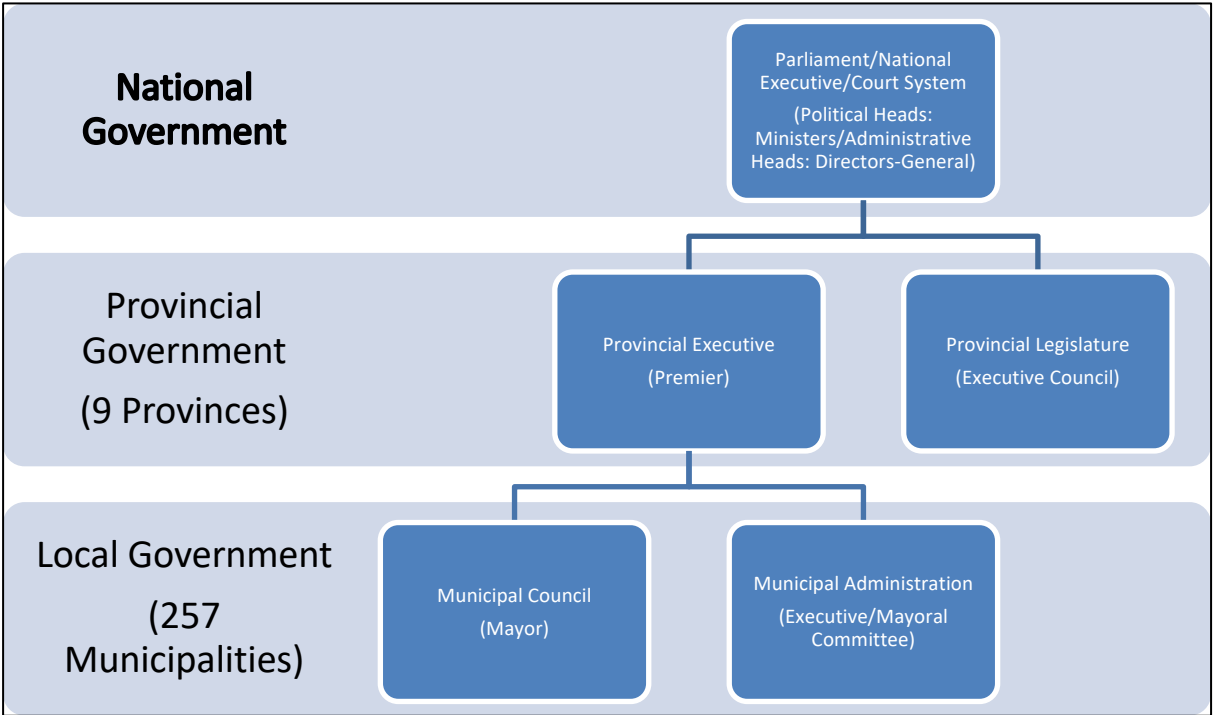 National
Government
Parliament/National
Executive/Court System
(Political Heads:
Ministers/Administrative
Heads: Directors-General)
Provincial
Government
(9 Provinces)
Provincial Executive
(Premier)
Provincial Legislature
(Executive Council)
Local Government
(257
Municipalities)
Municipal Council
(Mayor)
Municipal Administration
(Executive/Mayoral
Committee)